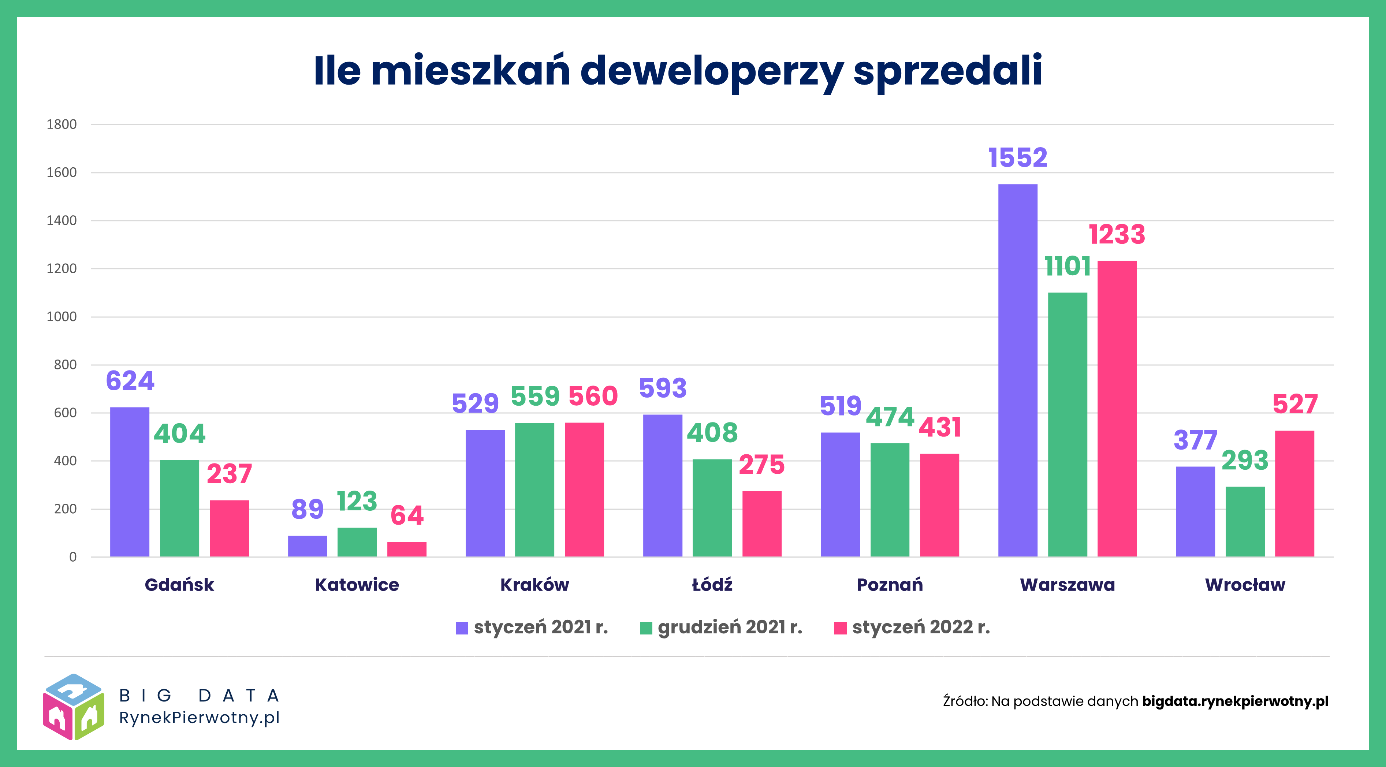 Ile mieszkań deweloperzy sprzedali
1800
1600
1400
1200
1000
800
600
400
200
0
624
404
237
89
123
64
529
559
560
593
408
275
519
474
431
1552
1101
1233
377
293
527
Gdańsk
Katowice
Kraków
Łódź
Poznań
Warszawa
Wrocław
styczeń 2021 r.
grudzień 2021 r.
styczeń 2022 r.
BIG DATA
RynekPierwotny.pl
Źródło: Na podstawie danych bigdata.rynekpierwotny.pl